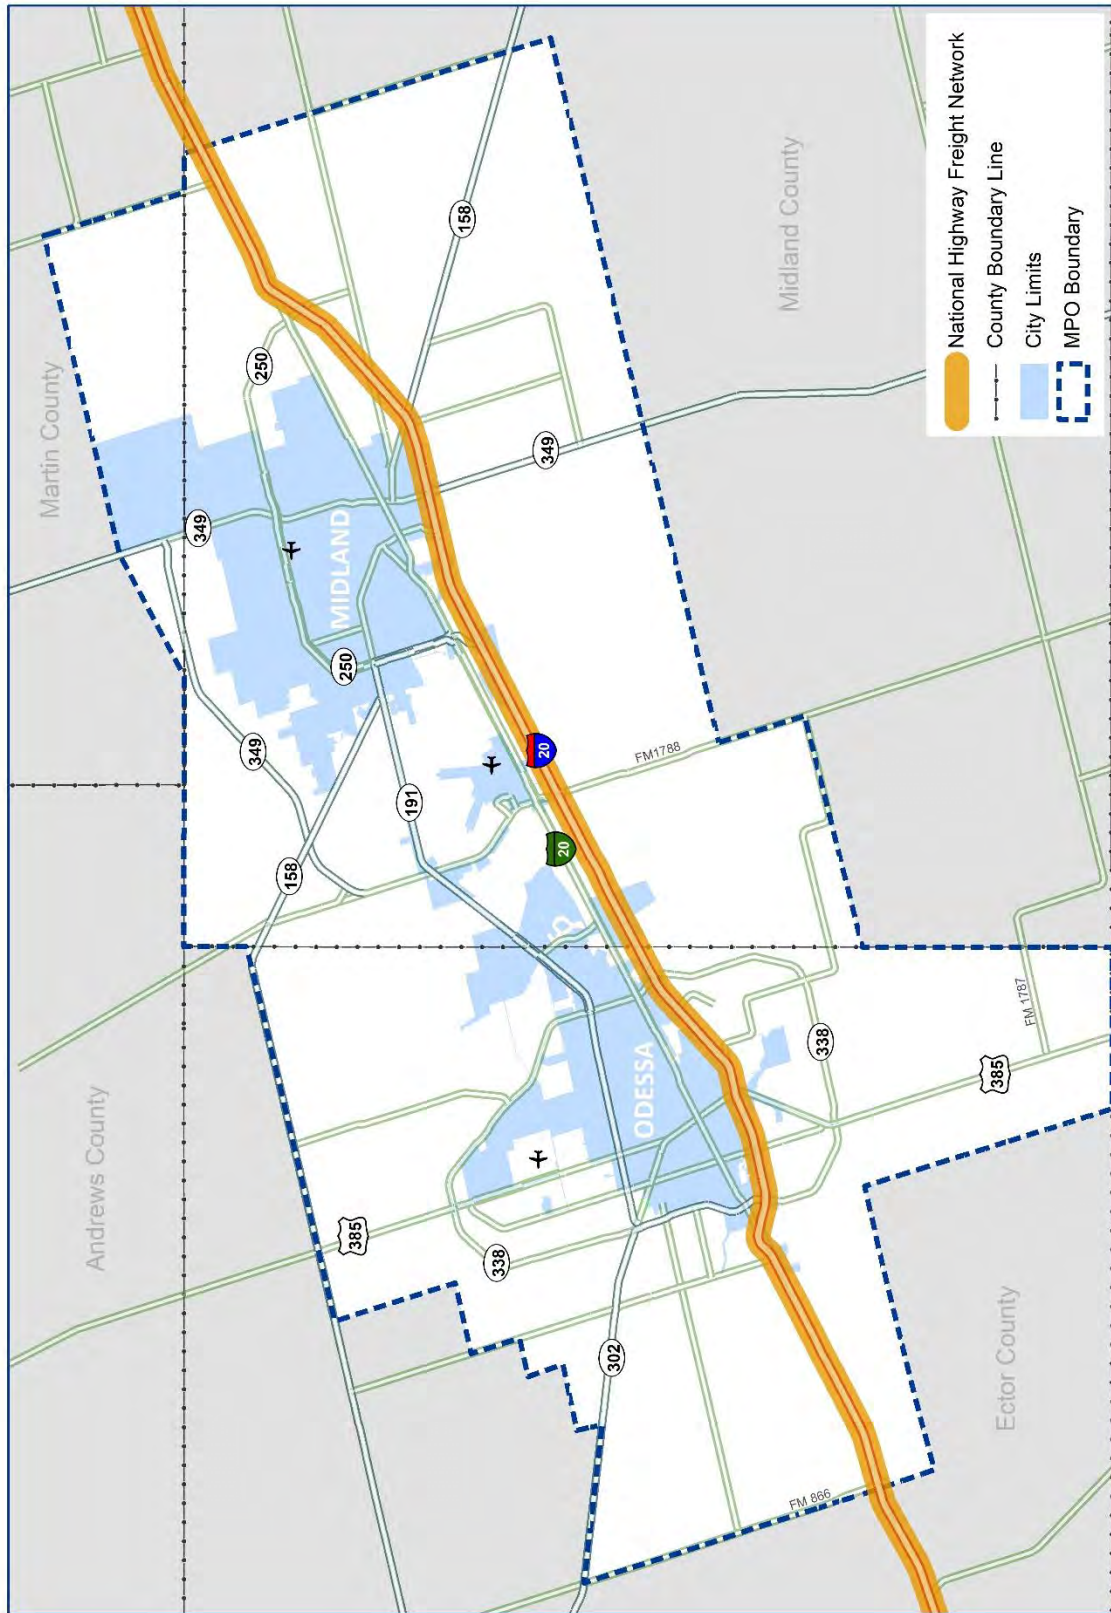 Andrews County
Martin County
Midland County
Ector County
MIDLAND
ODESSA
349
349
349
349
250
250
158
158
158
191
20
20
FM1788
FM 1787
385
385
338
338
302
FM 866
National Highway Freight Network
County Boundary Line
City Limits
MPO Boundary